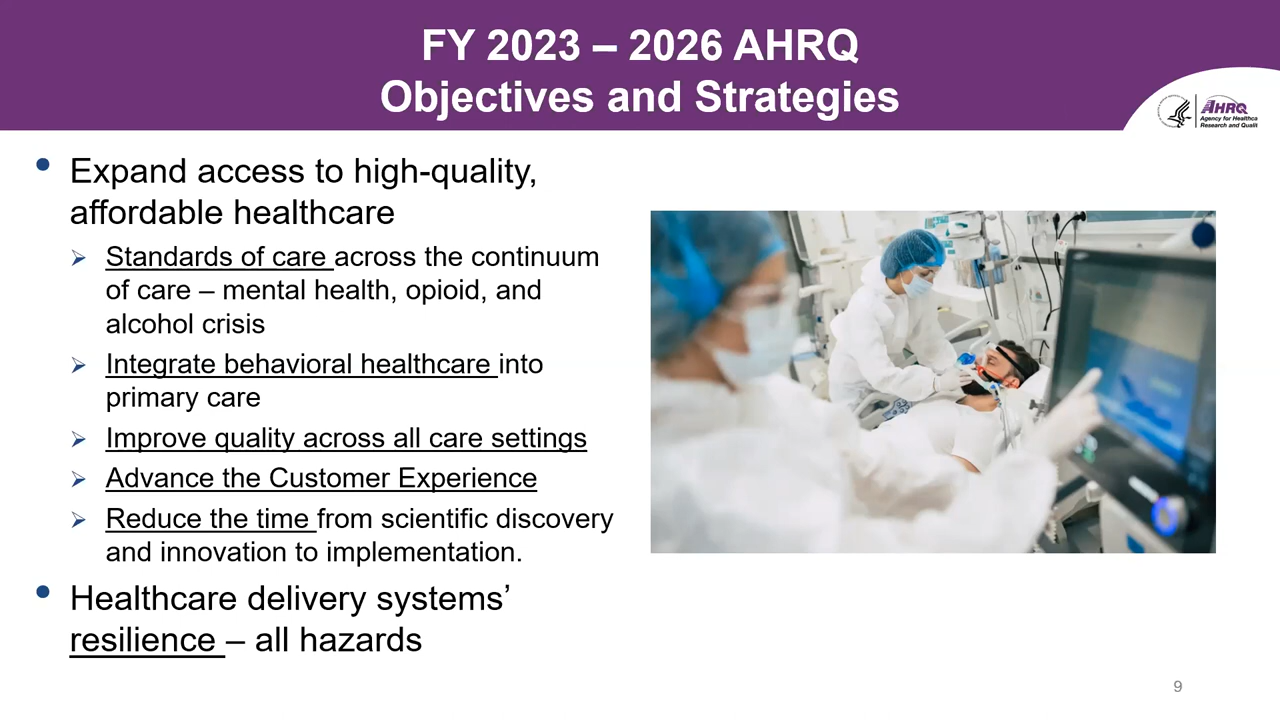 FY 2023 – 2026 AHRQ
Objectives and Strategies
AHRQ
Agency for Healthca
Research and Qualit
• Expand access to high-quality,
affordable healthcare
➢ Standards of care across the continuum
of care – mental health, opioid, and
alcohol crisis
➢ Integrate behavioral healthcare into
primary care
➢ Improve quality across all care settings
➢ Advance the Customer Experience
➢ Reduce the time from scientific discovery
and innovation to implementation.
• Healthcare delivery systems’
resilience – all hazards
9